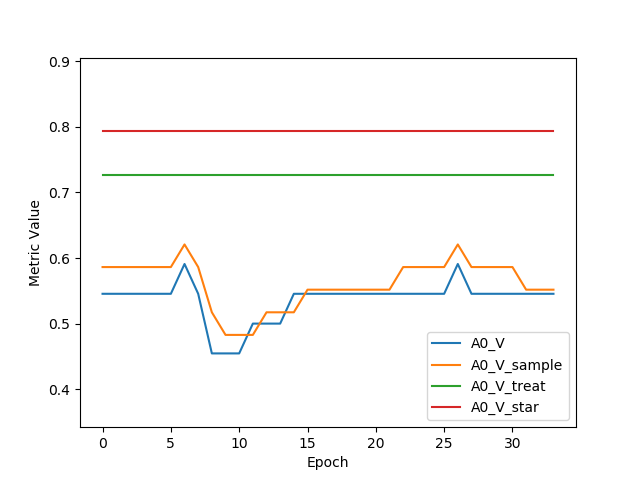 0.9
0.8
0.7
0.6
0.5
0.4
Metric Value
0 5 10 15 20 25 30
Epoch
A0_V
A0_V_sample
A0_V_treat
A0_V_star